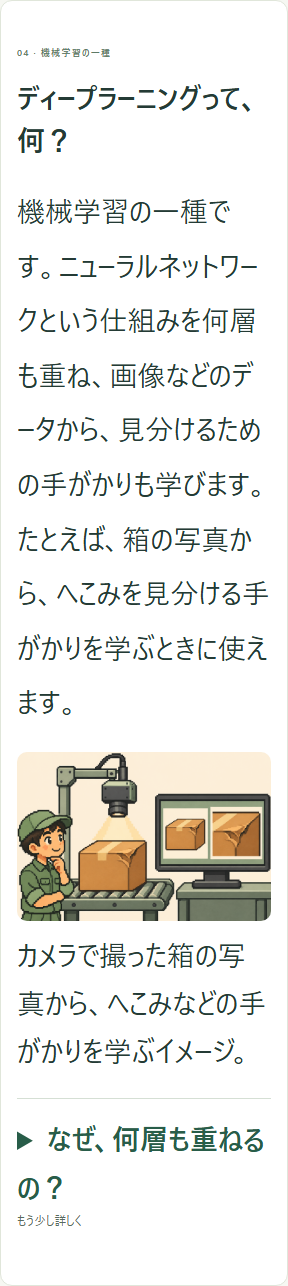 04 · 機械学習の一種
ディープラーニングって、
何？
機械学習の一種で
す。ニューラルネットワー
クという仕組みを何層
も重ね、画像などのデ
ータから、見分けるため
の手がかりも学びます。
たとえば、箱の写真か
ら、へこみを見分ける手
がかりを学ぶときに使え
ます。
カメラで撮った箱の写
真から、へこみなどの手
がかりを学ぶイメージ。
▶ なぜ、何層も重ねる
の？
もう少し詳しく